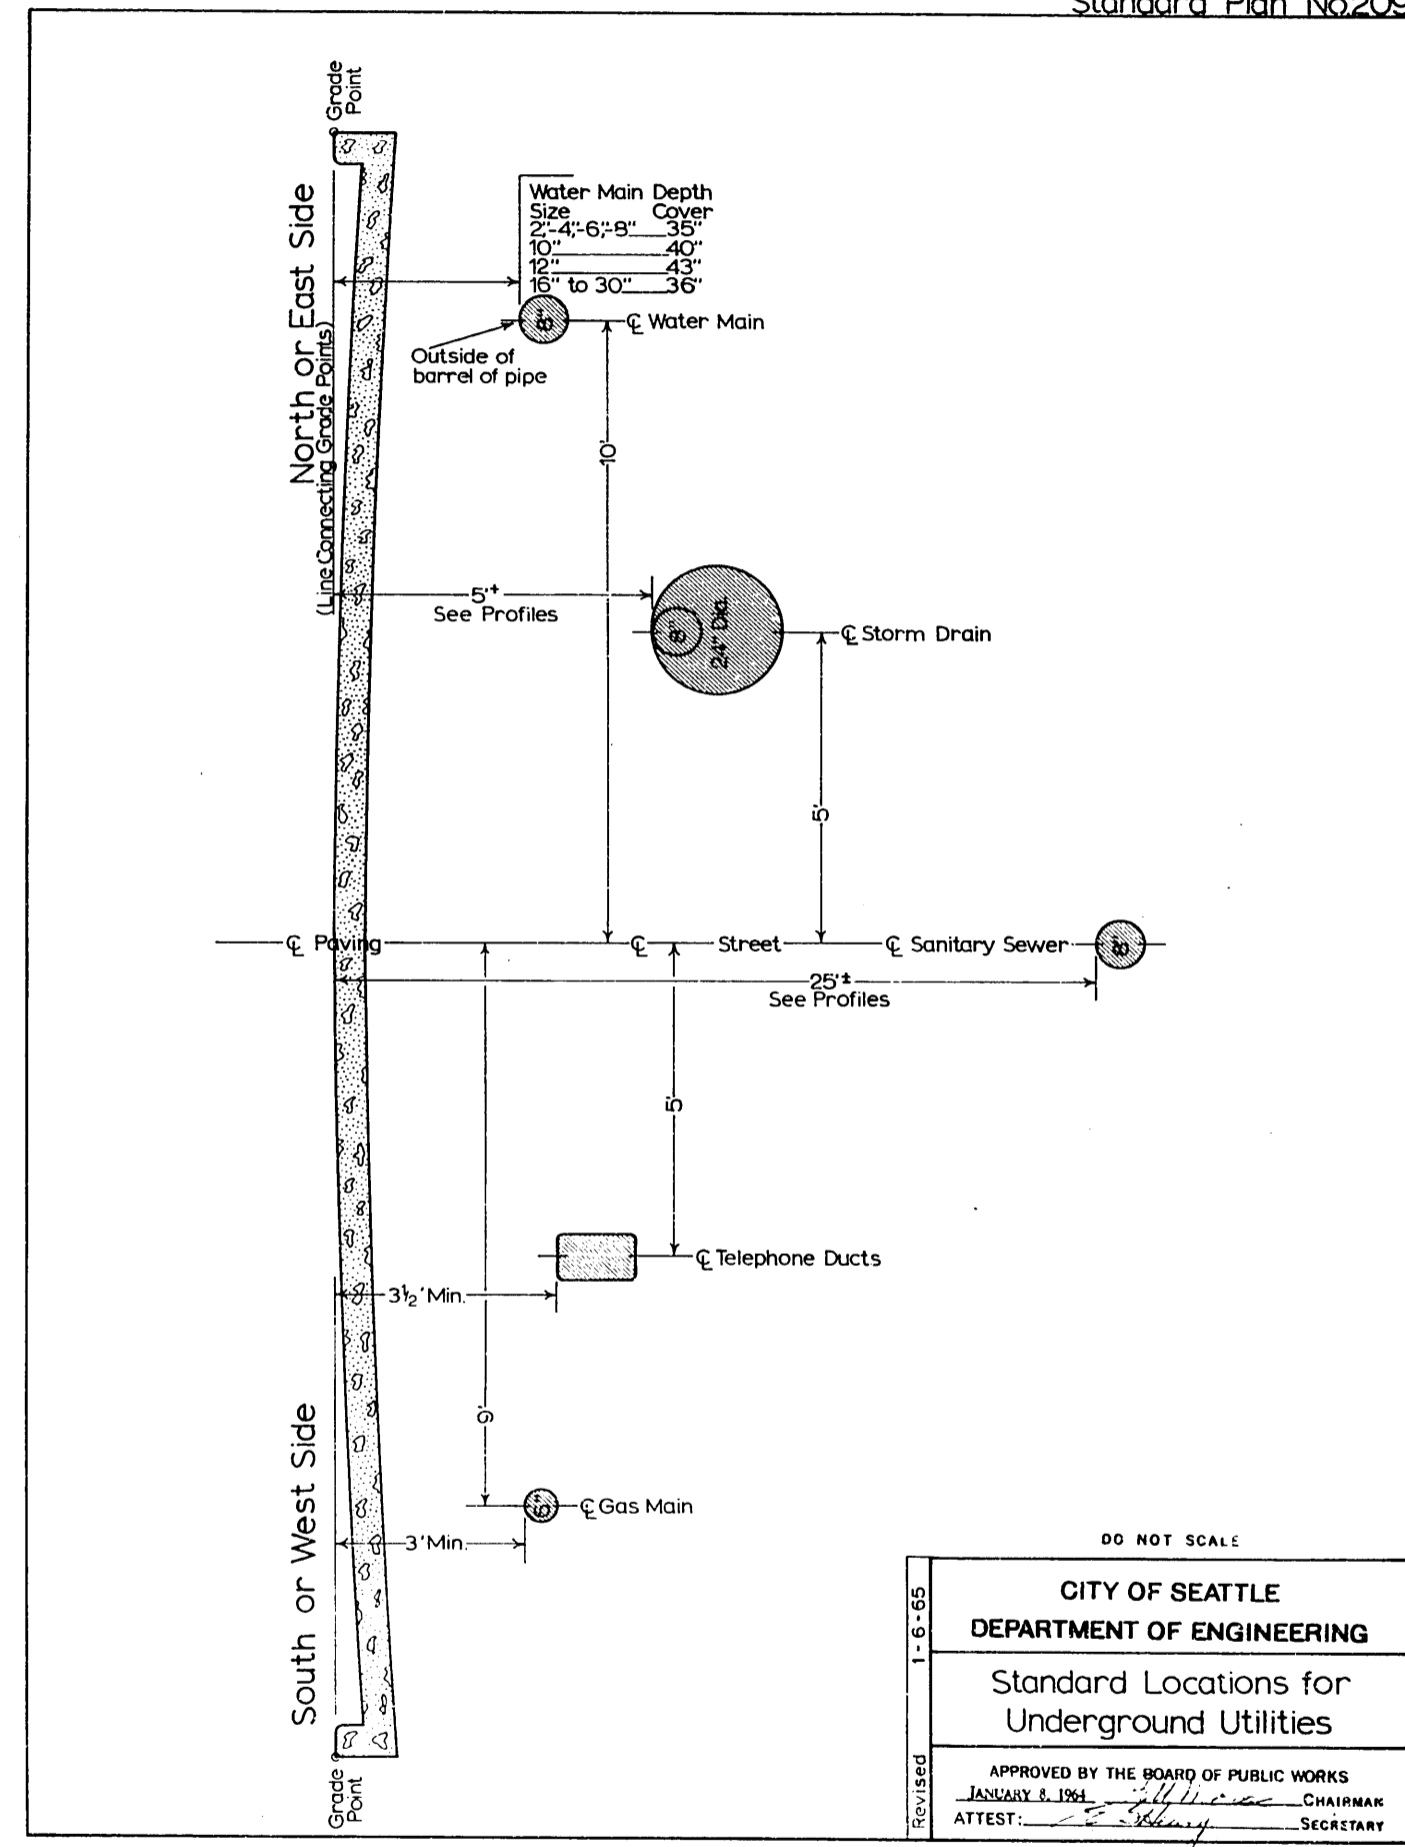 Standard Plan No.209
Grade
Point
North or East Side
(Line Connecting Grade Points)
Water Main Depth
Size Cover
2",-4",-6",-8" 35"
10" 40"
12" 43"
16" to 30" 36"
8"
℄ Water Main
Outside of
barrel of pipe
10'
5'±
See Profiles
8"
24" Dia.
℄ Storm Drain
5'
℄ Paving
℄ Street
℄ Sanitary Sewer
8"
25'±
See Profiles
5'
℄ Telephone Ducts
3½' Min.
9'
South or West Side
6"
℄ Gas Main
3' Min.
Grade
Point
DO NOT SCALE
Revised 1-6-65
CITY OF SEATTLE
DEPARTMENT OF ENGINEERING
Standard Locations for
Underground Utilities
APPROVED BY THE BOARD OF PUBLIC WORKS
JANUARY 8, 1964 CHAIRMAN
ATTEST: SECRETARY